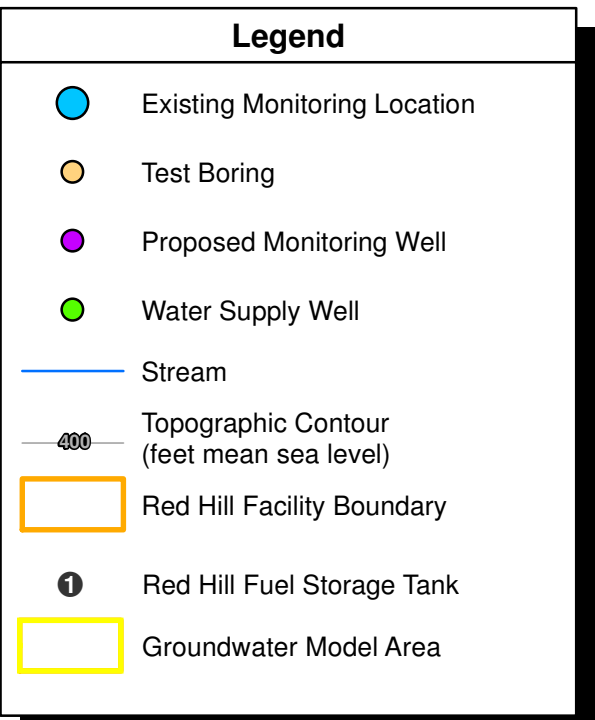 Legend
Existing Monitoring Location
Test Boring
Proposed Monitoring Well
Water Supply Well
Stream
400
Topographic Contour
(feet mean sea level)
Red Hill Facility Boundary
❶ Red Hill Fuel Storage Tank
Groundwater Model Area